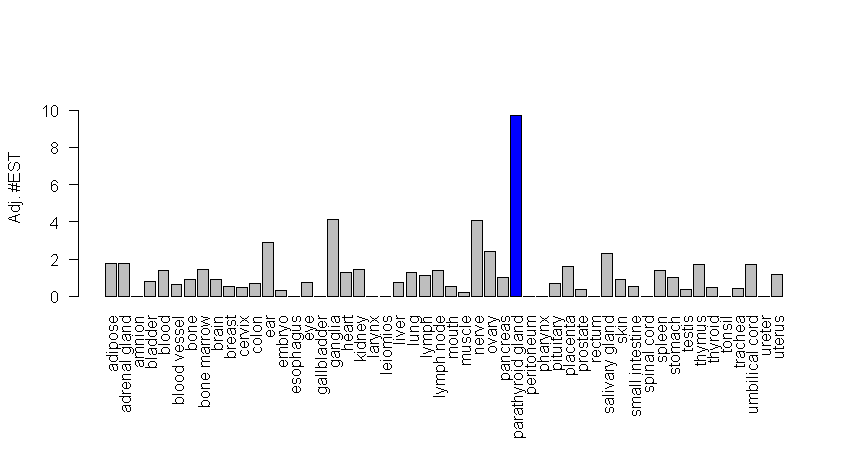 Adj. #EST
10
8
6
4
2
0
adipose
adrenal gland
amnion
bladder
blood
blood vessel
bone
bone marrow
brain
breast
cervix
colon
ear
embryo
esophagus
eye
gallbladder
ganglia
heart
kidney
larynx
leiomios
liver
lung
lymph
lymph node
mouth
muscle
nerve
ovary
pancreas
parathyroid gland
peritoneum
pharynx
pituitary
placenta
prostate
rectum
salivary gland
skin
small intestine
spinal cord
spleen
stomach
testis
thymus
thyroid
tonsil
trachea
umbilical cord
ureter
uterus